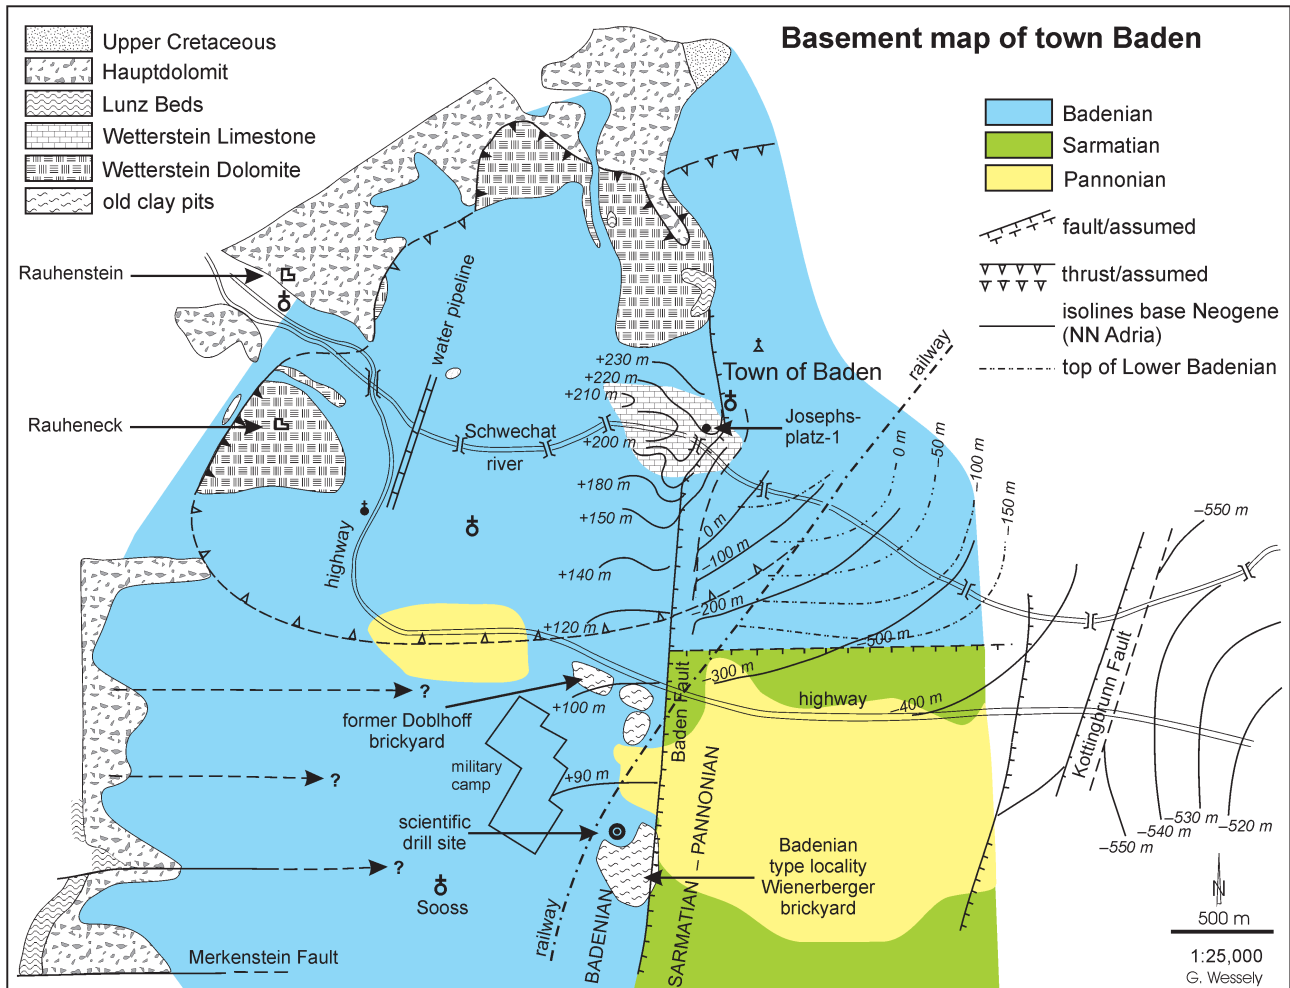 Basement map of town Baden
Upper Cretaceous
Hauptdolomit
Lunz Beds
Wetterstein Limestone
Wetterstein Dolomite
old clay pits
Badenian
Sarmatian
Pannonian
fault/assumed
thrust/assumed
isolines base Neogene
(NN Adria)
top of Lower Badenian
Rauhenstein
Rauheneck
water pipeline
railway
Town of Baden
+230 m
+220 m
+210 m
+200 m
+180 m
+150 m
+140 m
+120 m
+100 m
+90 m
Josephs-
platz-1
Schwechat
river
highway
0 m
–50 m
–100 m
–150 m
0 m
–100 m
–200 m
–300 m
–400 m
–500 m
–550 m
highway
Baden Fault
Kottingbrunn Fault
?
?
?
former Doblhoff
brickyard
military
camp
scientific
drill site
Sooss
railway
BADENIAN
SARMATIAN – PANNONIAN
Badenian
type locality
Wienerberger
brickyard
–550 m
–540 m
–530 m
–520 m
Merkenstein Fault
N
500 m
1:25,000
G. Wessely